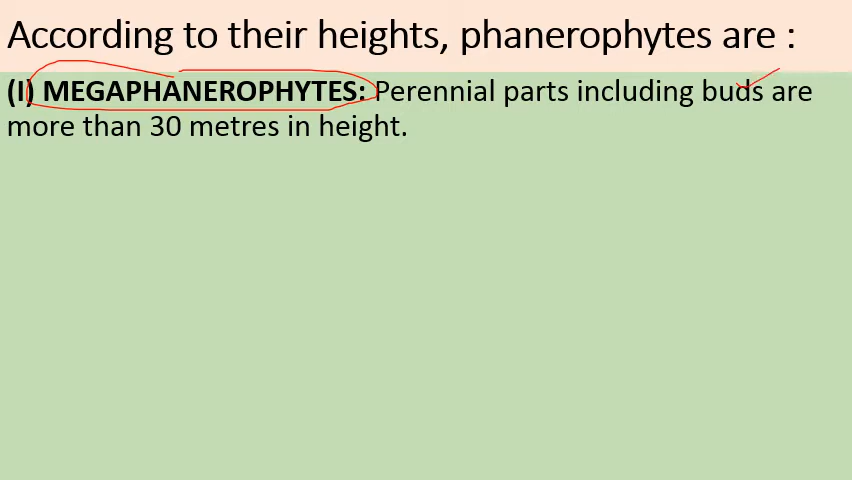 According to their heights, phanerophytes are :
(I) MEGAPHANEROPHYTES: Perennial parts including buds are
more than 30 metres in height.